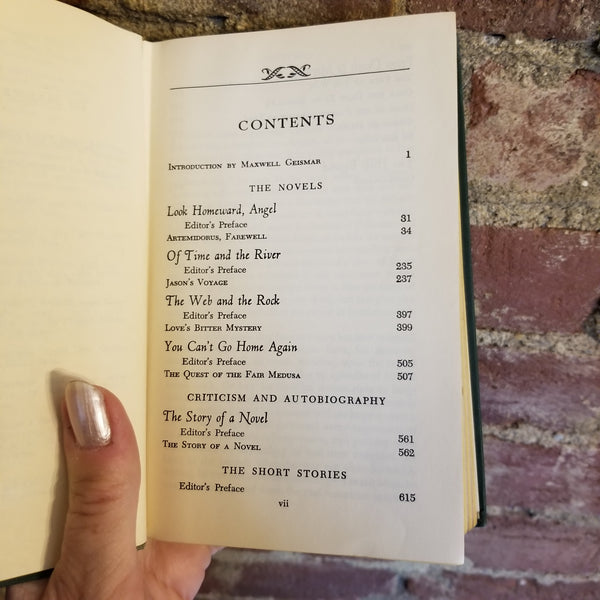 CONTENTS
INTRODUCTION BY MAXWELL GEISMAR 1
THE NOVELS
Look Homeward, Angel
Editor's Preface 31
ARTEMIDORUS, FAREWELL 34
Of Time and the River
Editor's Preface 235
JASON'S VOYAGE 237
The Web and the Rock
Editor's Preface 397
LOVE'S BITTER MYSTERY 399
You Can't Go Home Again
Editor's Preface 505
THE QUEST OF THE FAIR MEDUSA 507
CRITICISM AND AUTOBIOGRAPHY
The Story of a Novel
Editor's Preface 561
THE STORY OF A NOVEL 562
THE SHORT STORIES
Editor's Preface 615
vii